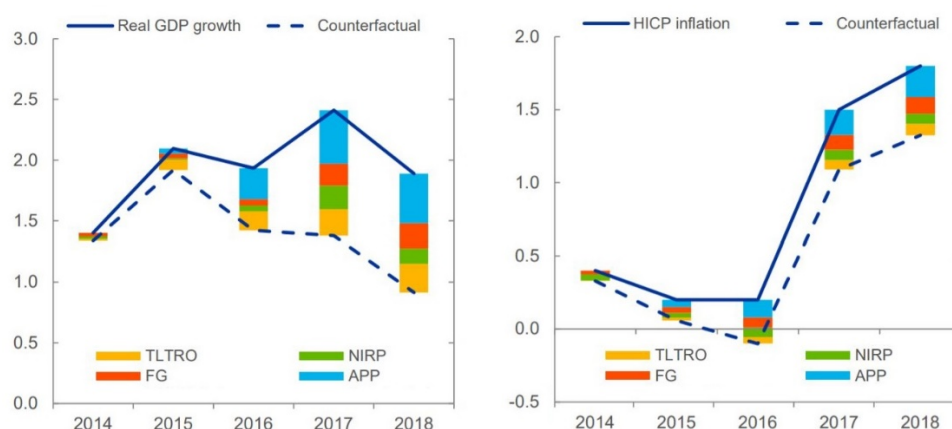 Real GDP growth Counterfactual
3.0
2.5
2.0
1.5
1.0
0.5
0.0
TLTRO NIRP
FG APP
2014 2015 2016 2017 2018
HICP inflation Counterfactual
2.0
1.5
1.0
0.5
0.0
-0.5
TLTRO NIRP
FG APP
2014 2015 2016 2017 2018